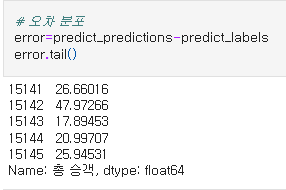 # 오차 분포
error=predict_predictions-predict_labels
error.tail()
15141 26.66016
15142 47.97266
15143 17.89453
15144 20.99707
15145 25.94531
Name: 총 승객, dtype: float64